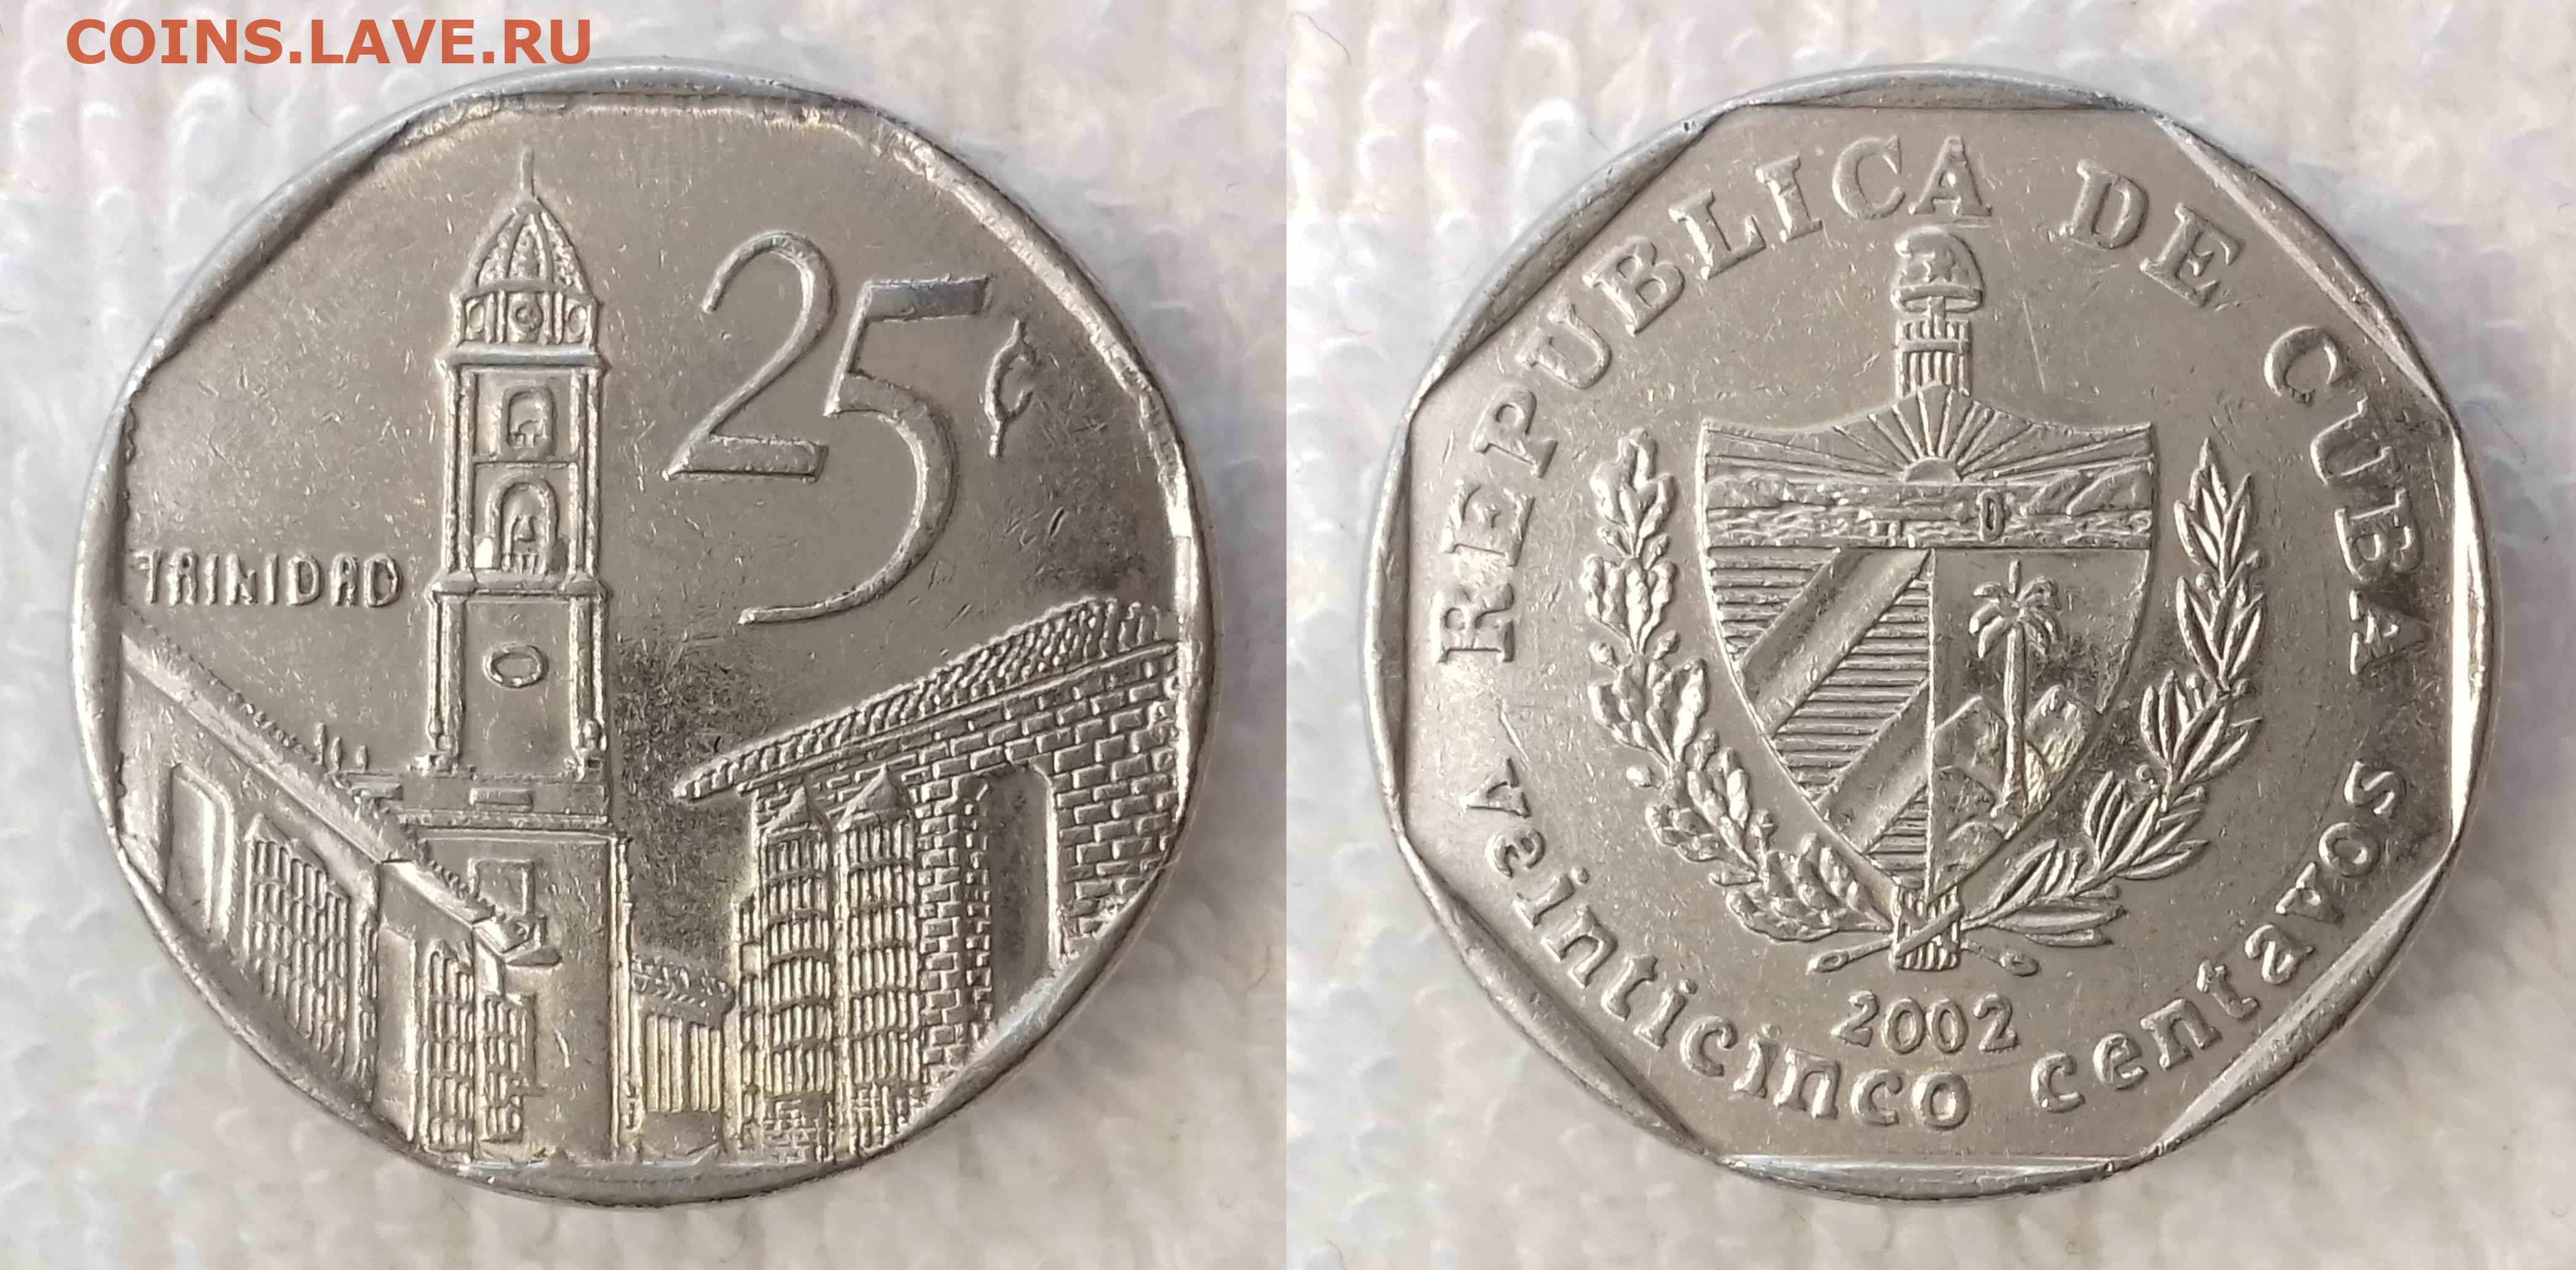 COINS.LAVE.RU
25¢
TRINIDAD
REPUBLICA DE CUBA
2002
veinticinco centavos